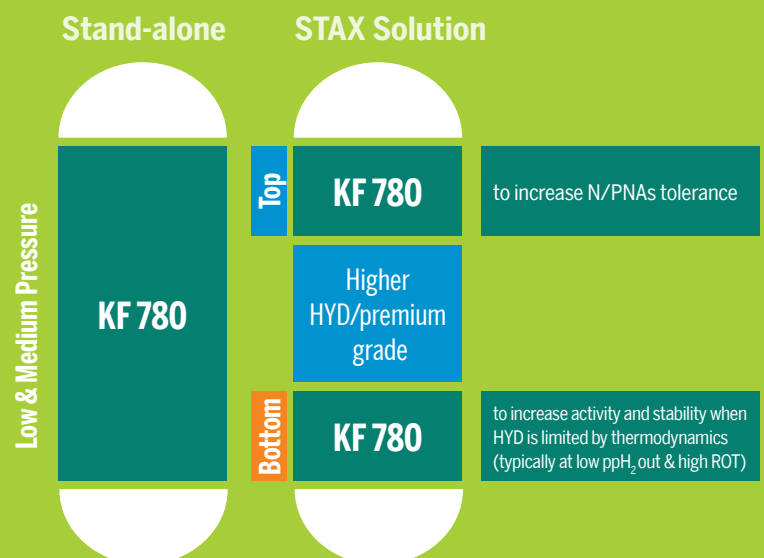 Stand-alone
STAX Solution
Low & Medium Pressure
KF 780
Top
KF 780
to increase N/PNAs tolerance
Higher
HYD/premium
grade
Bottom
KF 780
to increase activity and stability when
HYD is limited by thermodynamics
(typically at low ppH₂ out & high ROT)